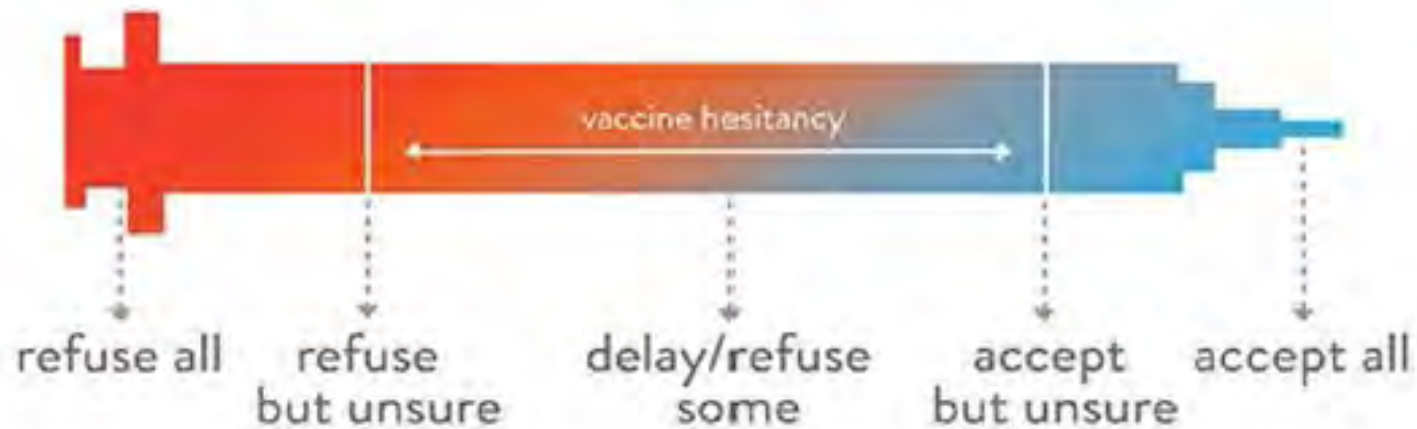 vaccine hesitancy
refuse all
refuse
but unsure
delay/refuse
some
accept
but unsure
accept all